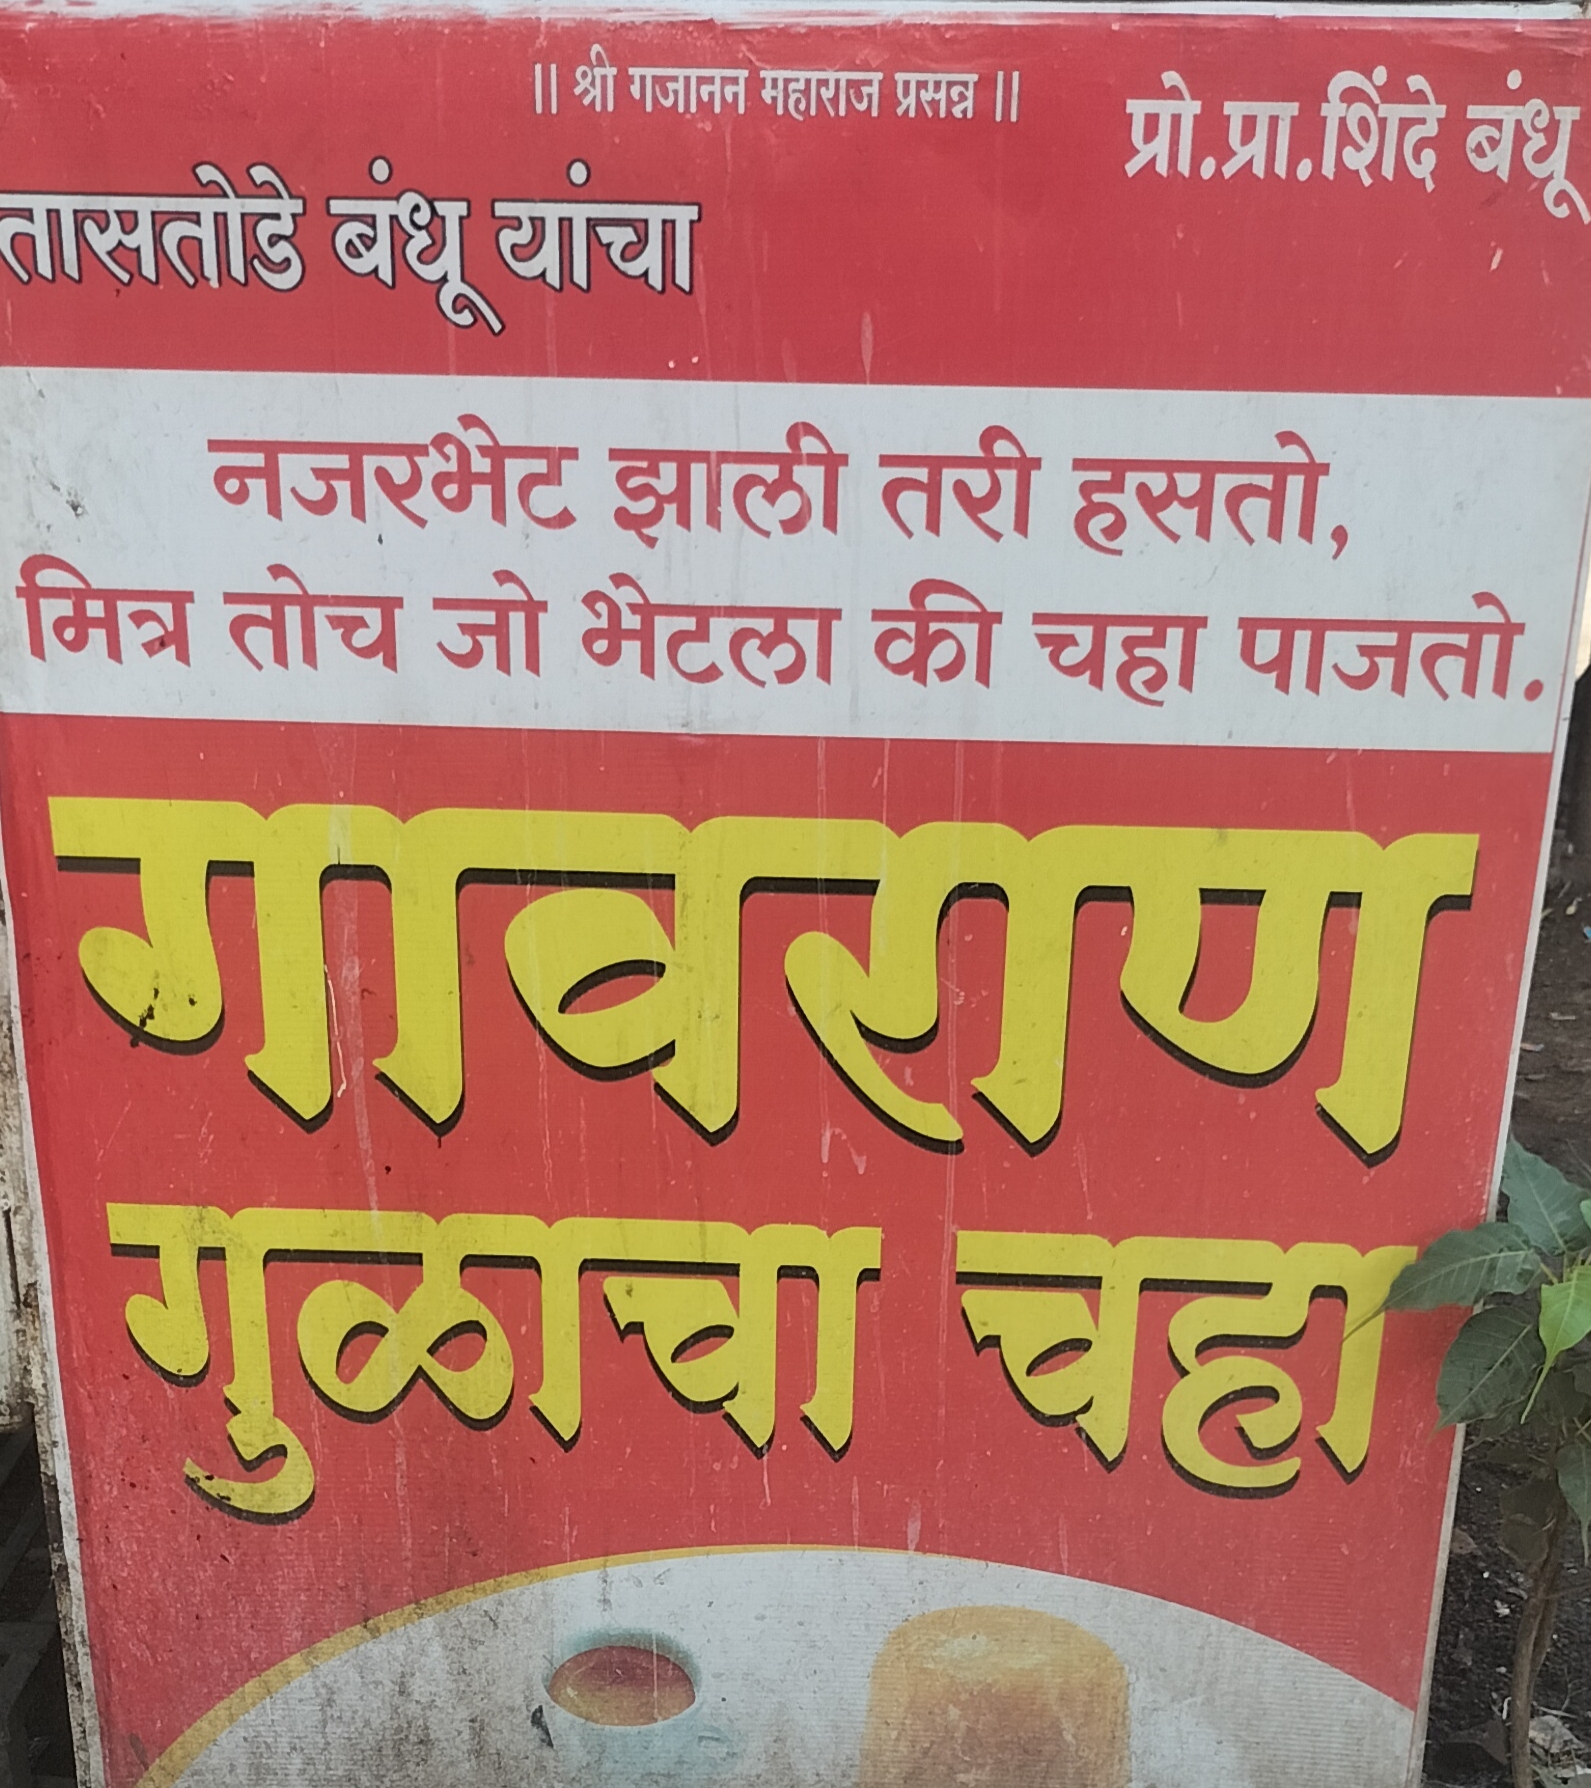 || श्री गजानन महाराज प्रसन्न ||
प्रो.प्रा.शिंदे बंधू
तासतोडे बंधू यांचा
नजरभेट झाली तरी हसतो,
मित्र तोच जो भेटला की चहा पाजतो.
गावराण
गुळाचा चहा